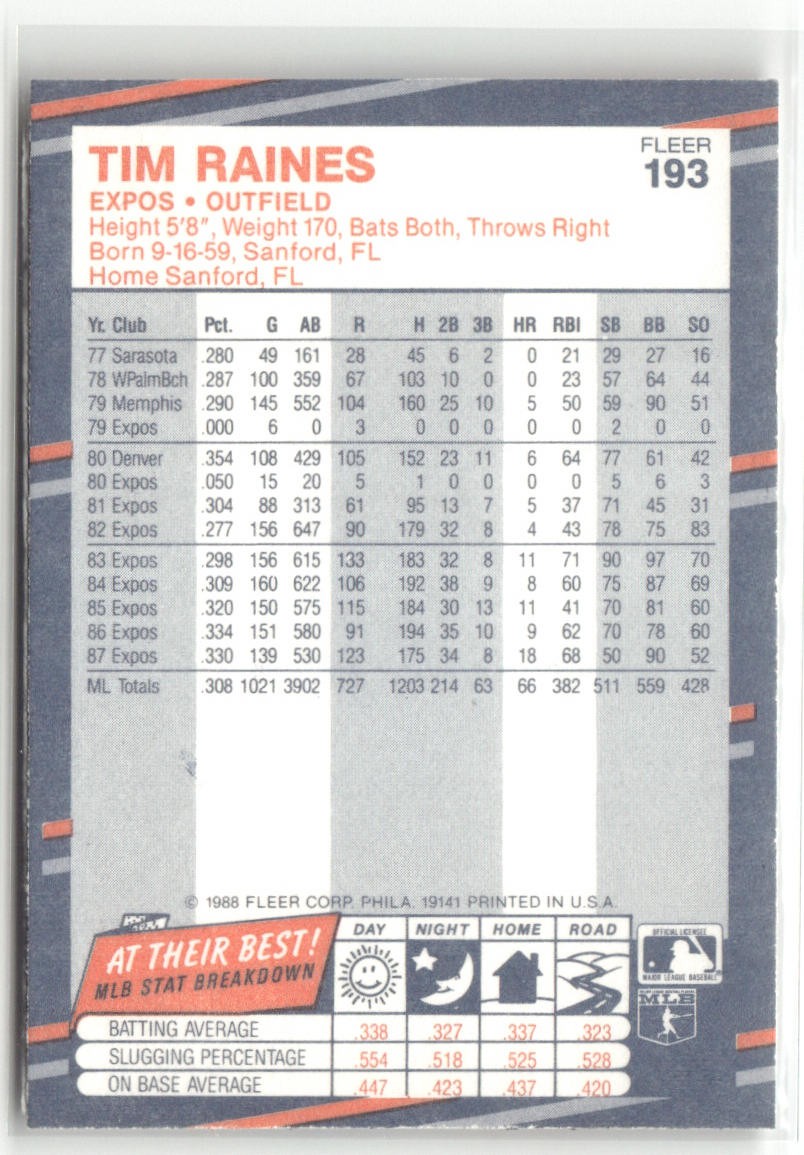 TIM RAINES
FLEER
193
EXPOS • OUTFIELD
Height 5'8", Weight 170, Bats Both, Throws Right
Born 9-16-59, Sanford, FL
Home Sanford, FL
Yr. Club Pct. G AB R H 2B 3B HR RBI SB BB SO
77 Sarasota .280 49 161 28 45 6 2 0 21 29 27 16
78 WPalmBch .287 100 359 67 103 10 0 0 23 57 64 44
79 Memphis .290 145 552 104 160 25 10 5 50 59 90 51
79 Expos .000 6 0 3 0 0 0 0 0 2 0 0
80 Denver .354 108 429 105 152 23 11 6 64 77 61 42
80 Expos .050 15 20 5 1 0 0 0 0 5 6 3
81 Expos .304 88 313 61 95 13 7 5 37 71 45 31
82 Expos .277 156 647 90 179 32 8 4 43 78 75 83
83 Expos .298 156 615 133 183 32 8 11 71 90 97 70
84 Expos .309 160 622 106 192 38 9 8 60 75 87 69
85 Expos .320 150 575 115 184 30 13 11 41 70 81 60
86 Expos .334 151 580 91 194 35 10 9 62 70 78 60
87 Expos .330 139 530 123 175 34 8 18 68 50 90 52
ML Totals .308 1021 3902 727 1203 214 63 66 382 511 559 428
© 1988 FLEER CORP. PHILA. 19141 PRINTED IN U.S.A.
AT THEIR BEST!
MLB STAT BREAKDOWN
DAY NIGHT HOME ROAD
BATTING AVERAGE .338 .327 .337 .323
SLUGGING PERCENTAGE .554 .518 .525 .528
ON BASE AVERAGE .447 .423 .437 .420
OFFICIAL LICENSEE
MAJOR LEAGUE BASEBALL
MLB